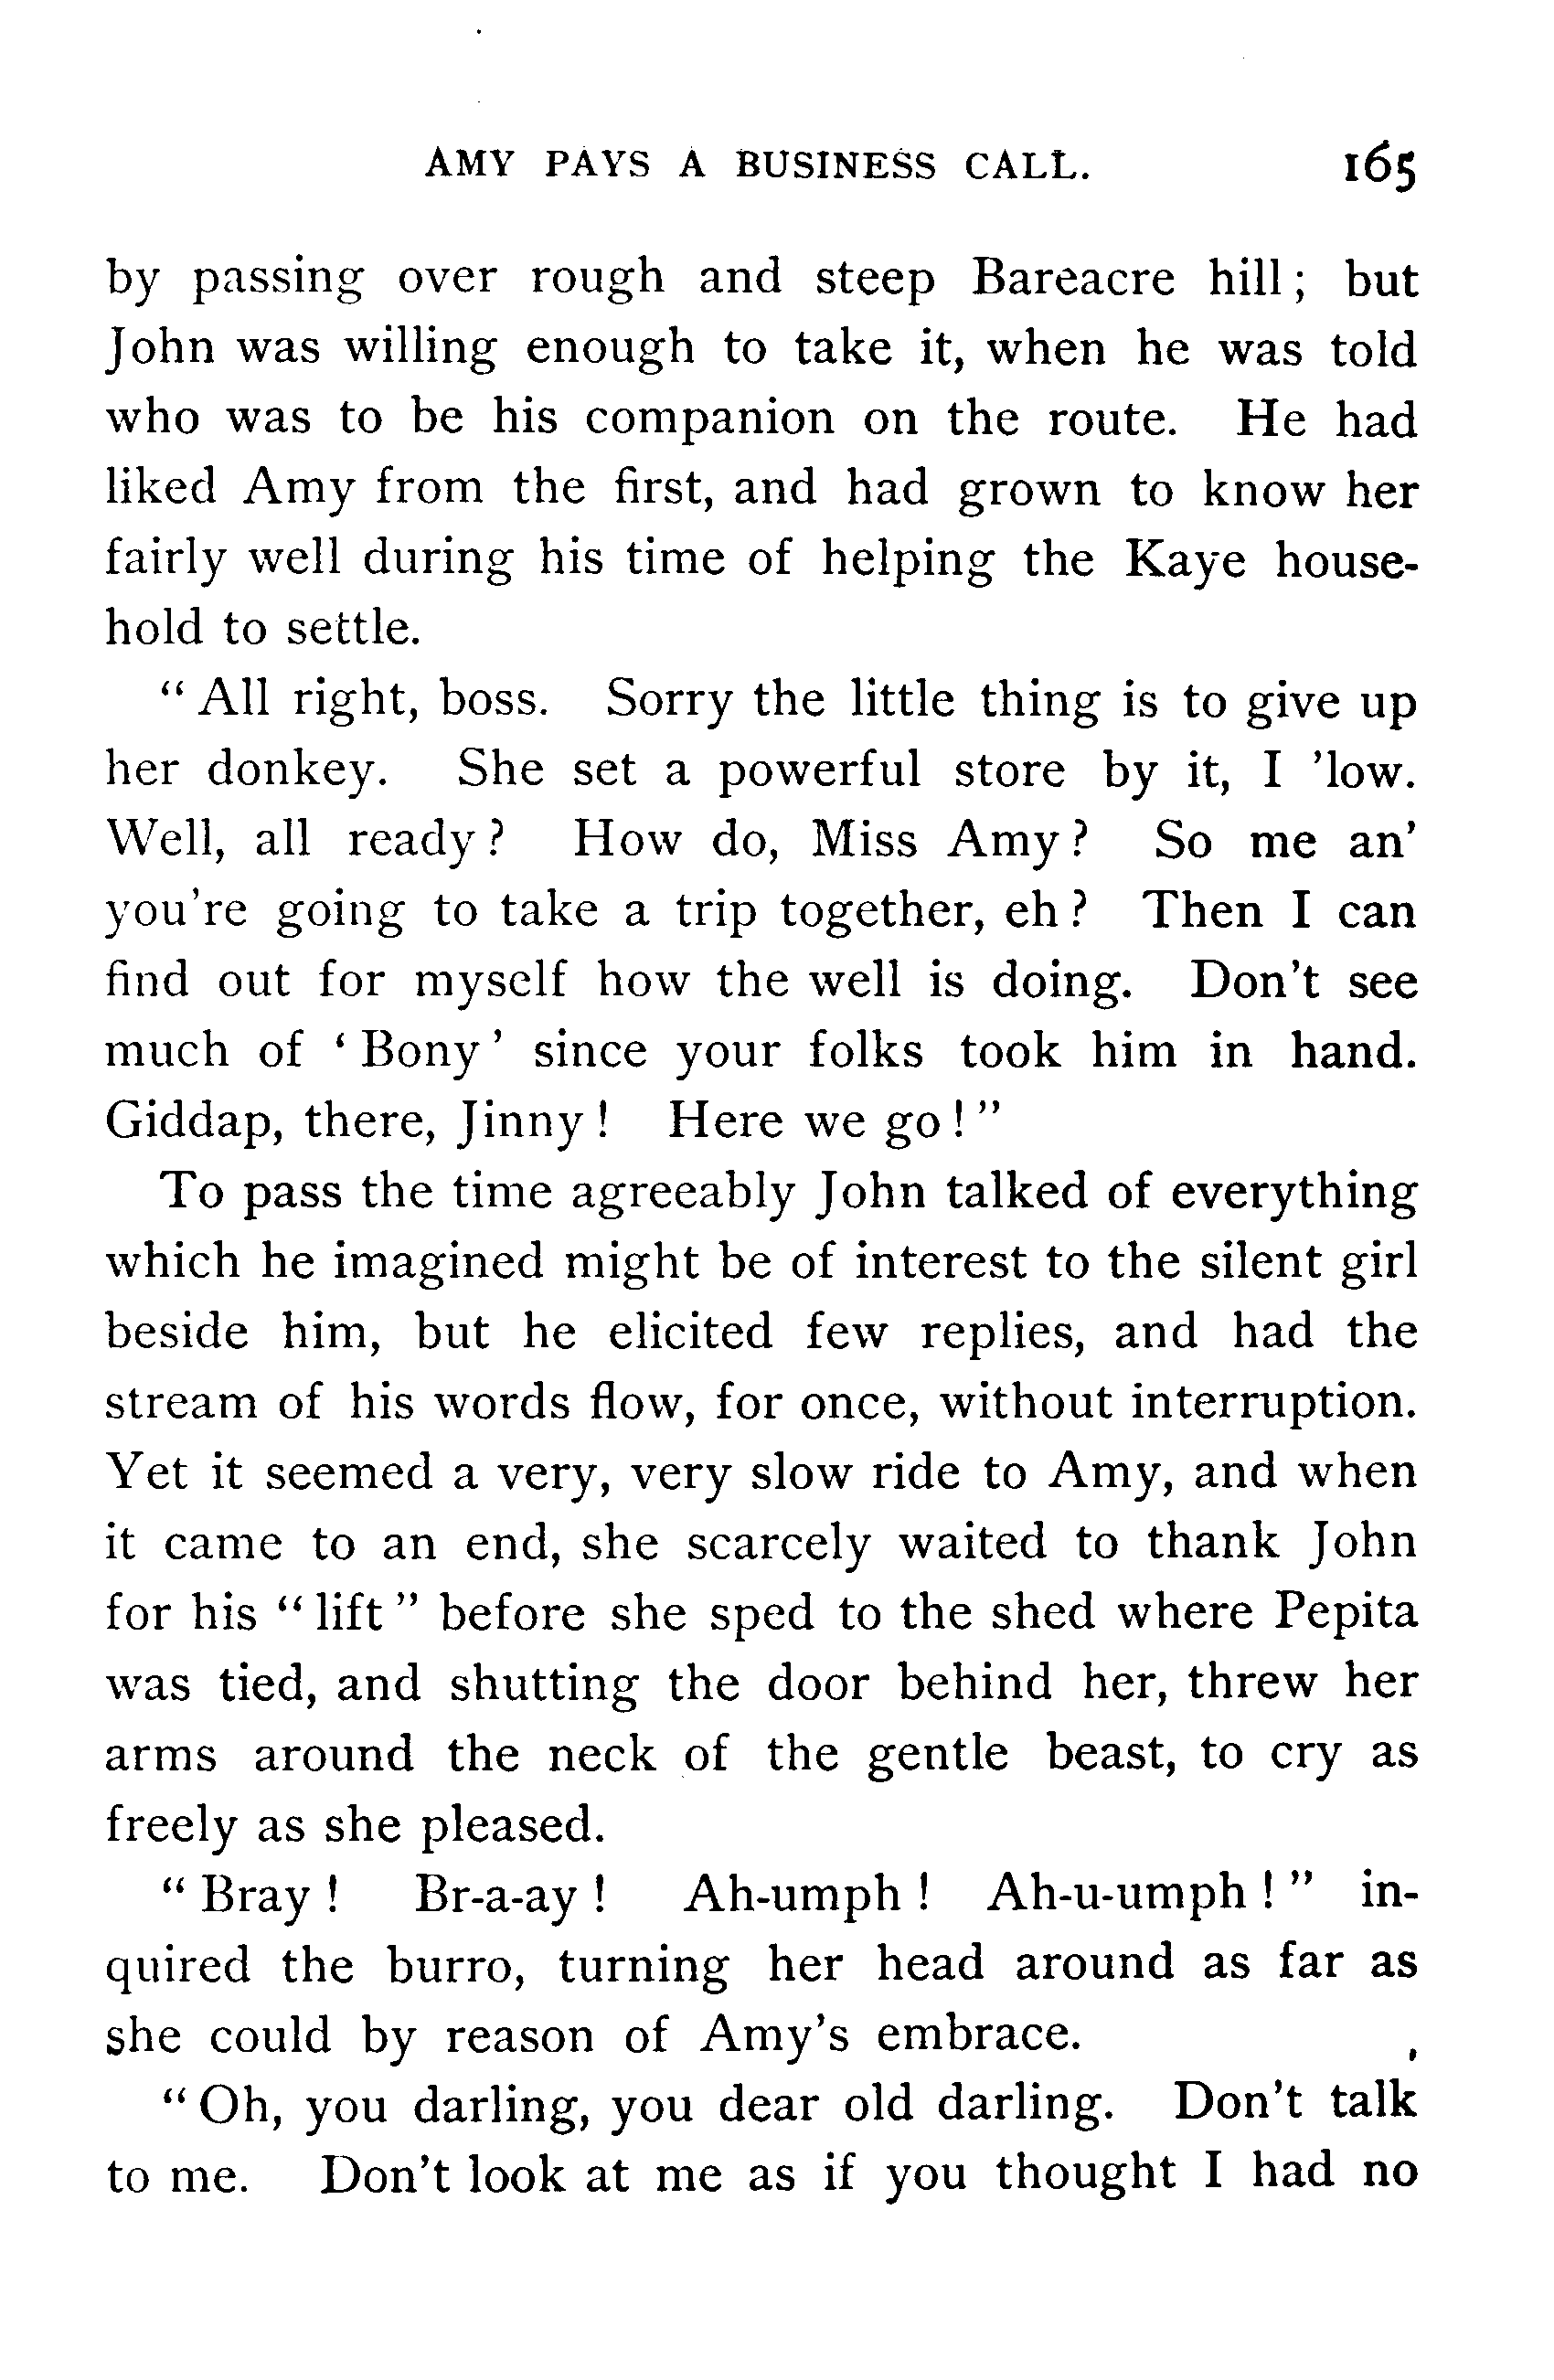 AMY PAYS A BUSINESS CALL. 165
by passing over rough and steep Bareacre hill; but
John was willing enough to take it, when he was told
who was to be his companion on the route. He had
liked Amy from the first, and had grown to know her
fairly well during his time of helping the Kaye house-
hold to settle.
“All right, boss. Sorry the little thing is to give up
her donkey. She set a powerful store by it, I ’low.
Well, all ready? How do, Miss Amy? So me an’
you’re going to take a trip together, eh? Then I can
find out for myself how the well is doing. Don’t see
much of ‘Bony’ since your folks took him in hand.
Giddap, there, Jinny! Here we go!”
To pass the time agreeably John talked of everything
which he imagined might be of interest to the silent girl
beside him, but he elicited few replies, and had the
stream of his words flow, for once, without interruption.
Yet it seemed a very, very slow ride to Amy, and when
it came to an end, she scarcely waited to thank John
for his “lift” before she sped to the shed where Pepita
was tied, and shutting the door behind her, threw her
arms around the neck of the gentle beast, to cry as
freely as she pleased.
“Bray! Br-a-ay! Ah-umph! Ah-u-umph!” in-
quired the burro, turning her head around as far as
she could by reason of Amy’s embrace.
“Oh, you darling, you dear old darling. Don’t talk
to me. Don’t look at me as if you thought I had no